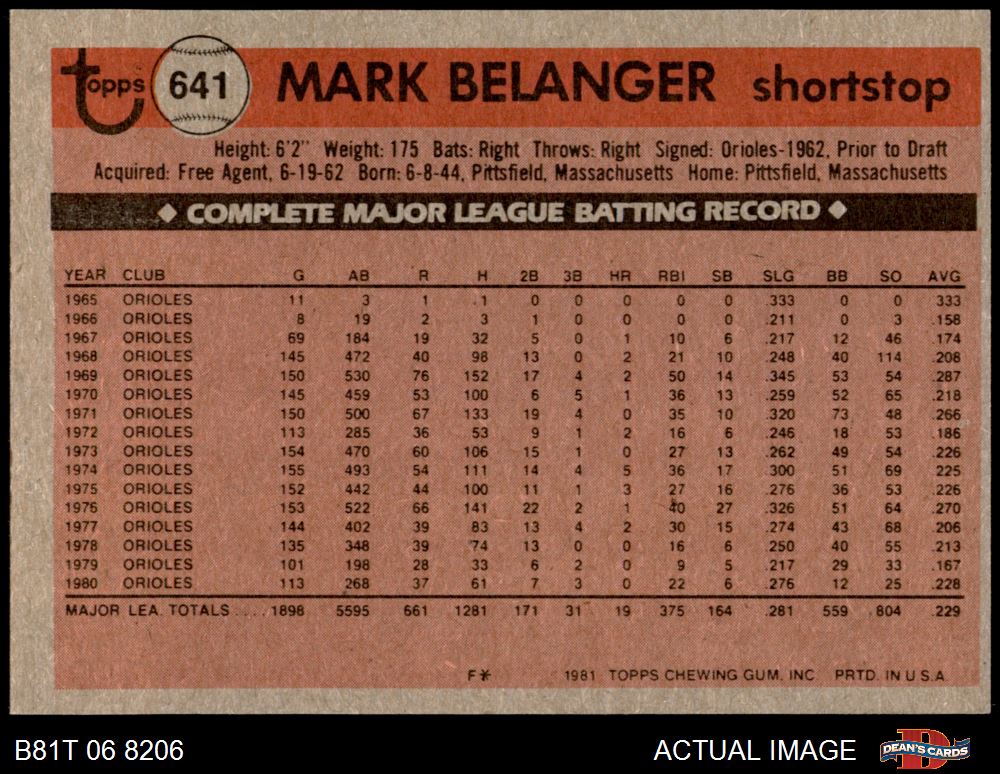 Topps 641 MARK BELANGER shortstop
Height: 6'2" Weight: 175 Bats: Right Throws: Right Signed: Orioles-1962, Prior to Draft
Acquired: Free Agent, 6-19-62 Born: 6-8-44, Pittsfield, Massachusetts Home: Pittsfield, Massachusetts
◆ COMPLETE MAJOR LEAGUE BATTING RECORD ◆
YEAR CLUB G AB R H 2B 3B HR RBI SB SLG BB SO AVG
1965 ORIOLES 11 3 1 1 0 0 0 0 0 .333 0 0 .333
1966 ORIOLES 8 19 2 3 1 0 0 0 0 .211 0 3 .158
1967 ORIOLES 69 184 19 32 5 0 1 10 6 .217 12 46 .174
1968 ORIOLES 145 472 40 98 13 0 2 21 10 .248 40 114 .208
1969 ORIOLES 150 530 76 152 17 4 2 50 14 .345 53 54 .287
1970 ORIOLES 145 459 53 100 6 5 1 36 13 .259 52 65 .218
1971 ORIOLES 150 500 67 133 19 4 0 35 10 .320 73 48 .266
1972 ORIOLES 113 285 36 53 9 1 2 16 6 .246 18 53 .186
1973 ORIOLES 154 470 60 106 15 1 0 27 13 .262 49 54 .226
1974 ORIOLES 155 493 54 111 14 4 5 36 17 .300 51 69 .225
1975 ORIOLES 152 442 44 100 11 1 3 27 16 .276 36 53 .226
1976 ORIOLES 153 522 66 141 22 2 1 40 27 .326 51 64 .270
1977 ORIOLES 144 402 39 83 13 4 2 30 15 .274 43 68 .206
1978 ORIOLES 135 348 39 74 13 0 0 16 6 .250 40 55 .213
1979 ORIOLES 101 198 28 33 6 2 0 9 5 .217 29 33 .167
1980 ORIOLES 113 268 37 61 7 3 0 22 6 .276 12 25 .228
MAJOR LEA. TOTALS .... 1898 5595 661 1281 171 31 19 375 164 .281 559 804 .229
F* 1981 TOPPS CHEWING GUM, INC. PRTD. IN U.S.A.
B81T 06 8206 ACTUAL IMAGE DEAN'S CARDS